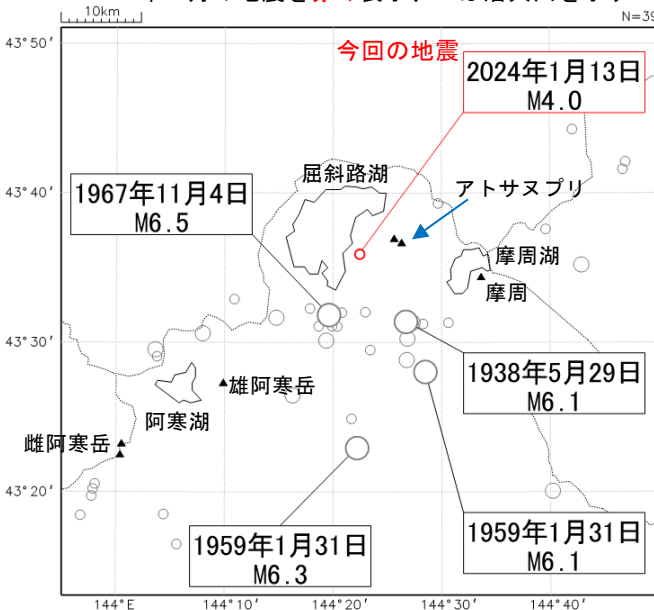 10km
N=39
43°50′
今回の地震
2024年1月13日
M4.0
43°40′
屈斜路湖
アトサヌプリ
1967年11月4日
M6.5
摩周湖
摩周
43°30′
1938年5月29日
M6.1
雄阿寒岳
阿寒湖
雌阿寒岳
43°20′
1959年1月31日
M6.3
1959年1月31日
M6.1
144°E
144°10′
144°20′
144°30′
144°40′